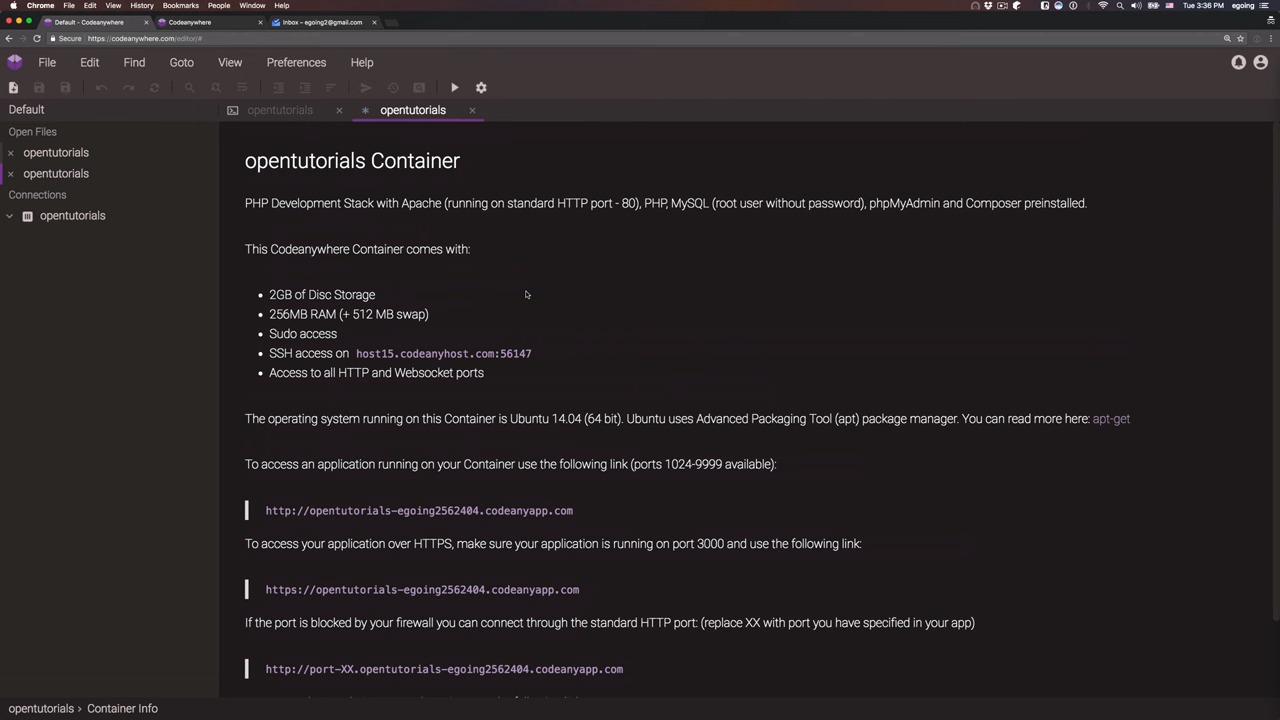 Chrome File Edit View History Bookmarks People Window Help
Tue 3:36 PM egoing
Default - Codeanywhere
Codeanywhere
Inbox – egoing2@gmail.com
Secure https://codeanywhere.com/editor/#
File Edit Find Goto View Preferences Help
Default
opentutorials
opentutorials
Open Files
opentutorials
opentutorials
Connections
opentutorials
opentutorials Container
PHP Development Stack with Apache (running on standard HTTP port - 80), PHP, MySQL (root user without password), phpMyAdmin and Composer preinstalled.
This Codeanywhere Container comes with:
2GB of Disc Storage
256MB RAM (+ 512 MB swap)
Sudo access
SSH access on host15.codeanyhost.com:56147
Access to all HTTP and Websocket ports
The operating system running on this Container is Ubuntu 14.04 (64 bit). Ubuntu uses Advanced Packaging Tool (apt) package manager. You can read more here: apt-get
To access an application running on your Container use the following link (ports 1024-9999 available):
http://opentutorials-egoing2562404.codeanyapp.com
To access your application over HTTPS, make sure your application is running on port 3000 and use the following link:
https://opentutorials-egoing2562404.codeanyapp.com
If the port is blocked by your firewall you can connect through the standard HTTP port: (replace XX with port you have specified in your app)
http://port-XX.opentutorials-egoing2562404.codeanyapp.com
opentutorials › Container Info